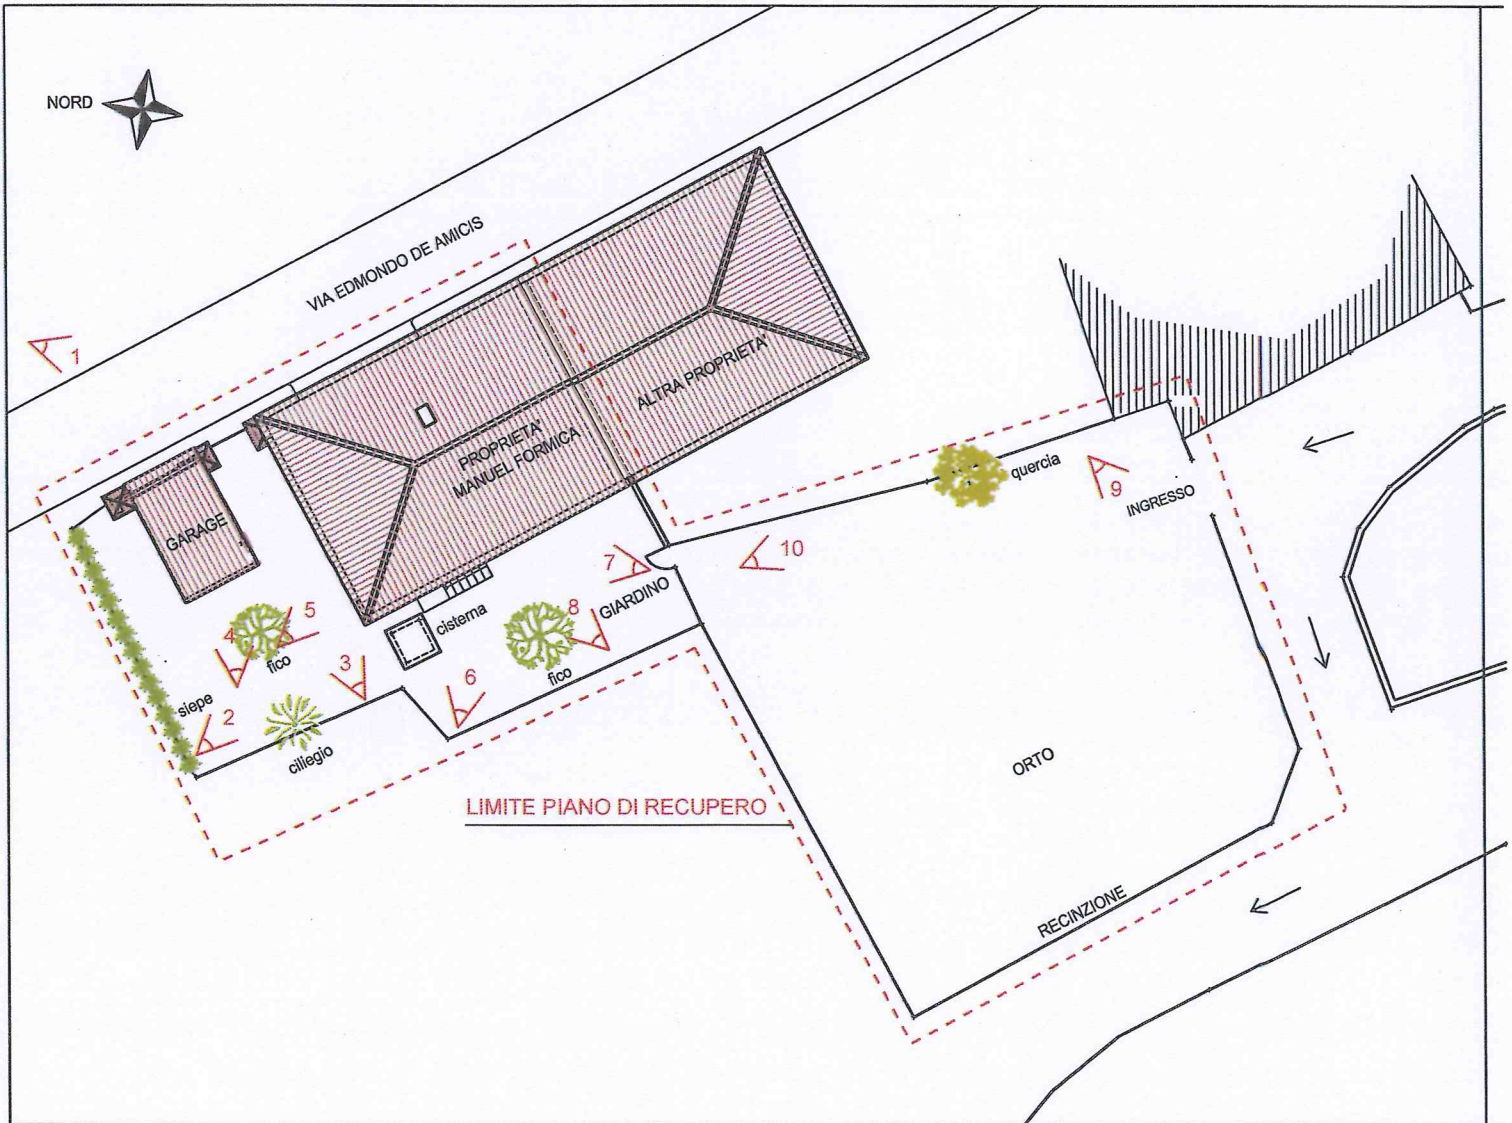 NORD
VIA EDMONDO DE AMICIS
1
ALTRA PROPRIETA'
PROPRIETA'
MANUEL FORMICA
GARAGE
quercia
9
INGRESSO
10
7
GIARDINO
8
cisterna
5
4
fico
3
6
fico
siepe
2
ciliegio
ORTO
LIMITE PIANO DI RECUPERO
RECINZIONE